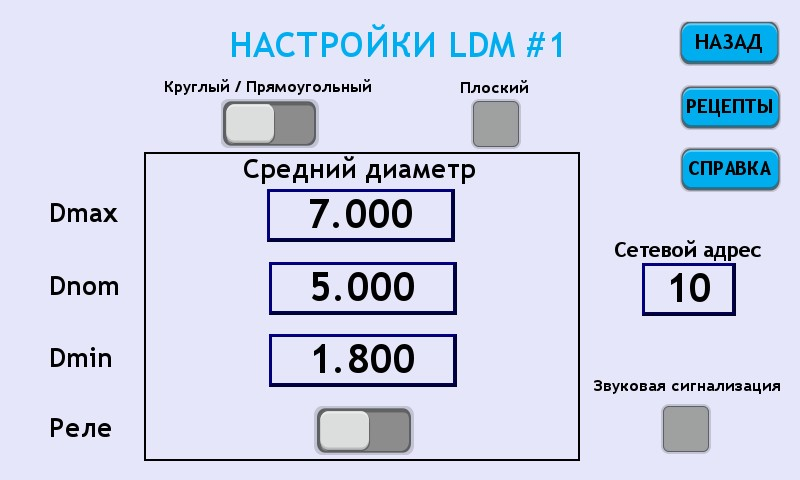 НАСТРОЙКИ LDM #1
НАЗАД
Круглый / Прямоугольный
Плоский
РЕЦЕПТЫ
Средний диаметр
СПРАВКА
Dmax
7.000
Сетевой адрес
Dnom
5.000
10
Dmin
1.800
Звуковая сигнализация
Реле